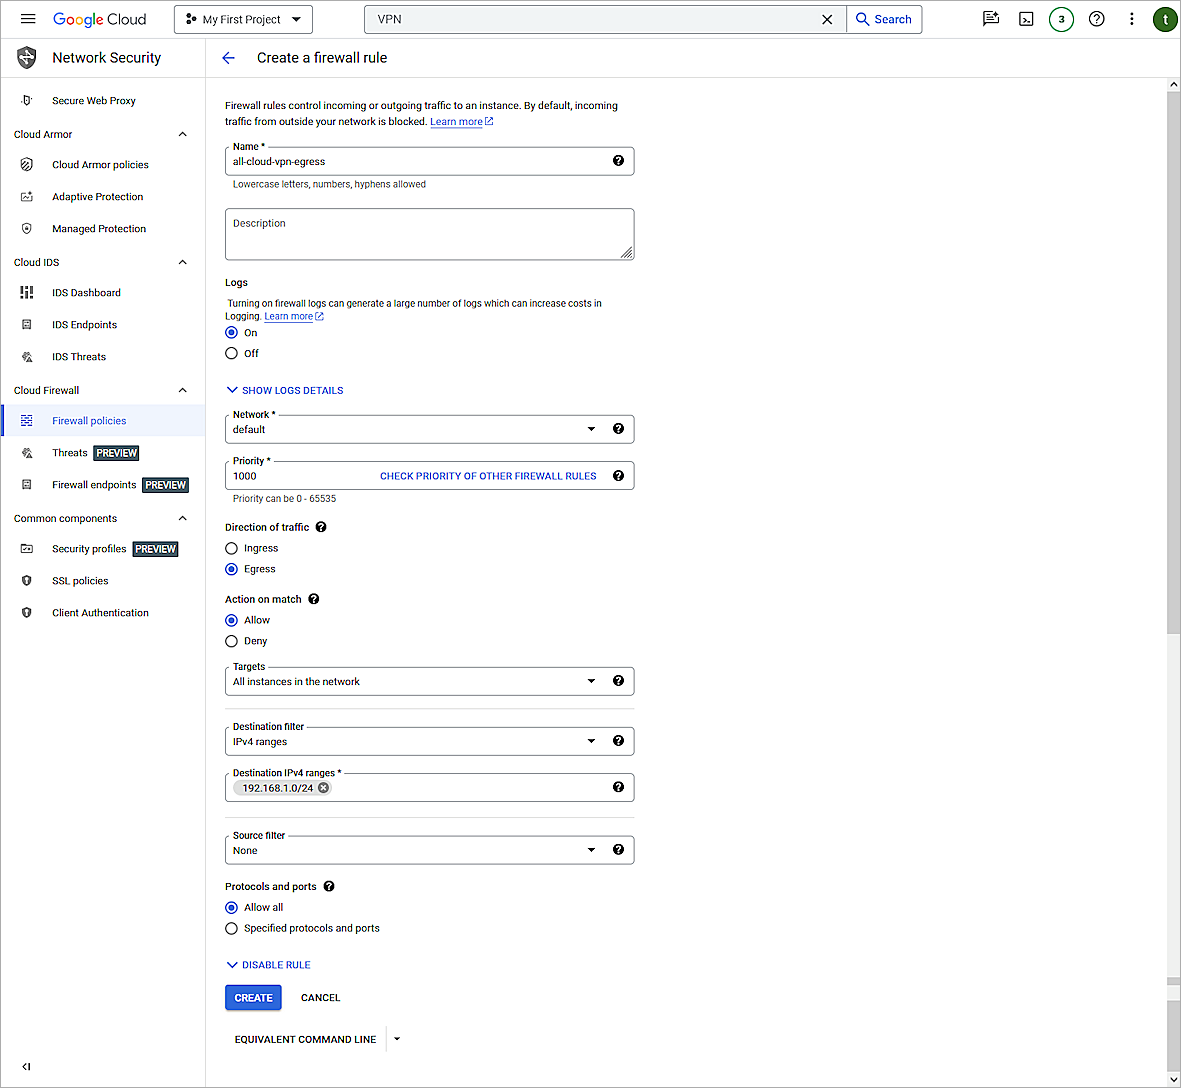 Google Cloud
My First Project
VPN
Search
3
t
Network Security
Create a firewall rule
Secure Web Proxy
Cloud Armor
Cloud Armor policies
Adaptive Protection
Managed Protection
Cloud IDS
IDS Dashboard
IDS Endpoints
IDS Threats
Cloud Firewall
Firewall policies
Threats PREVIEW
Firewall endpoints PREVIEW
Common components
Security profiles PREVIEW
SSL policies
Client Authentication
Firewall rules control incoming or outgoing traffic to an instance. By default, incoming
traffic from outside your network is blocked. Learn more
Name *
all-cloud-vpn-egress
Lowercase letters, numbers, hyphens allowed
Description
Logs
Turning on firewall logs can generate a large number of logs which can increase costs in
Logging. Learn more
On
Off
SHOW LOGS DETAILS
Network *
default
Priority *
1000 CHECK PRIORITY OF OTHER FIREWALL RULES
Priority can be 0 - 65535
Direction of traffic
Ingress
Egress
Action on match
Allow
Deny
Targets
All instances in the network
Destination filter
IPv4 ranges
Destination IPv4 ranges *
192.168.1.0/24
Source filter
None
Protocols and ports
Allow all
Specified protocols and ports
DISABLE RULE
CREATE CANCEL
EQUIVALENT COMMAND LINE